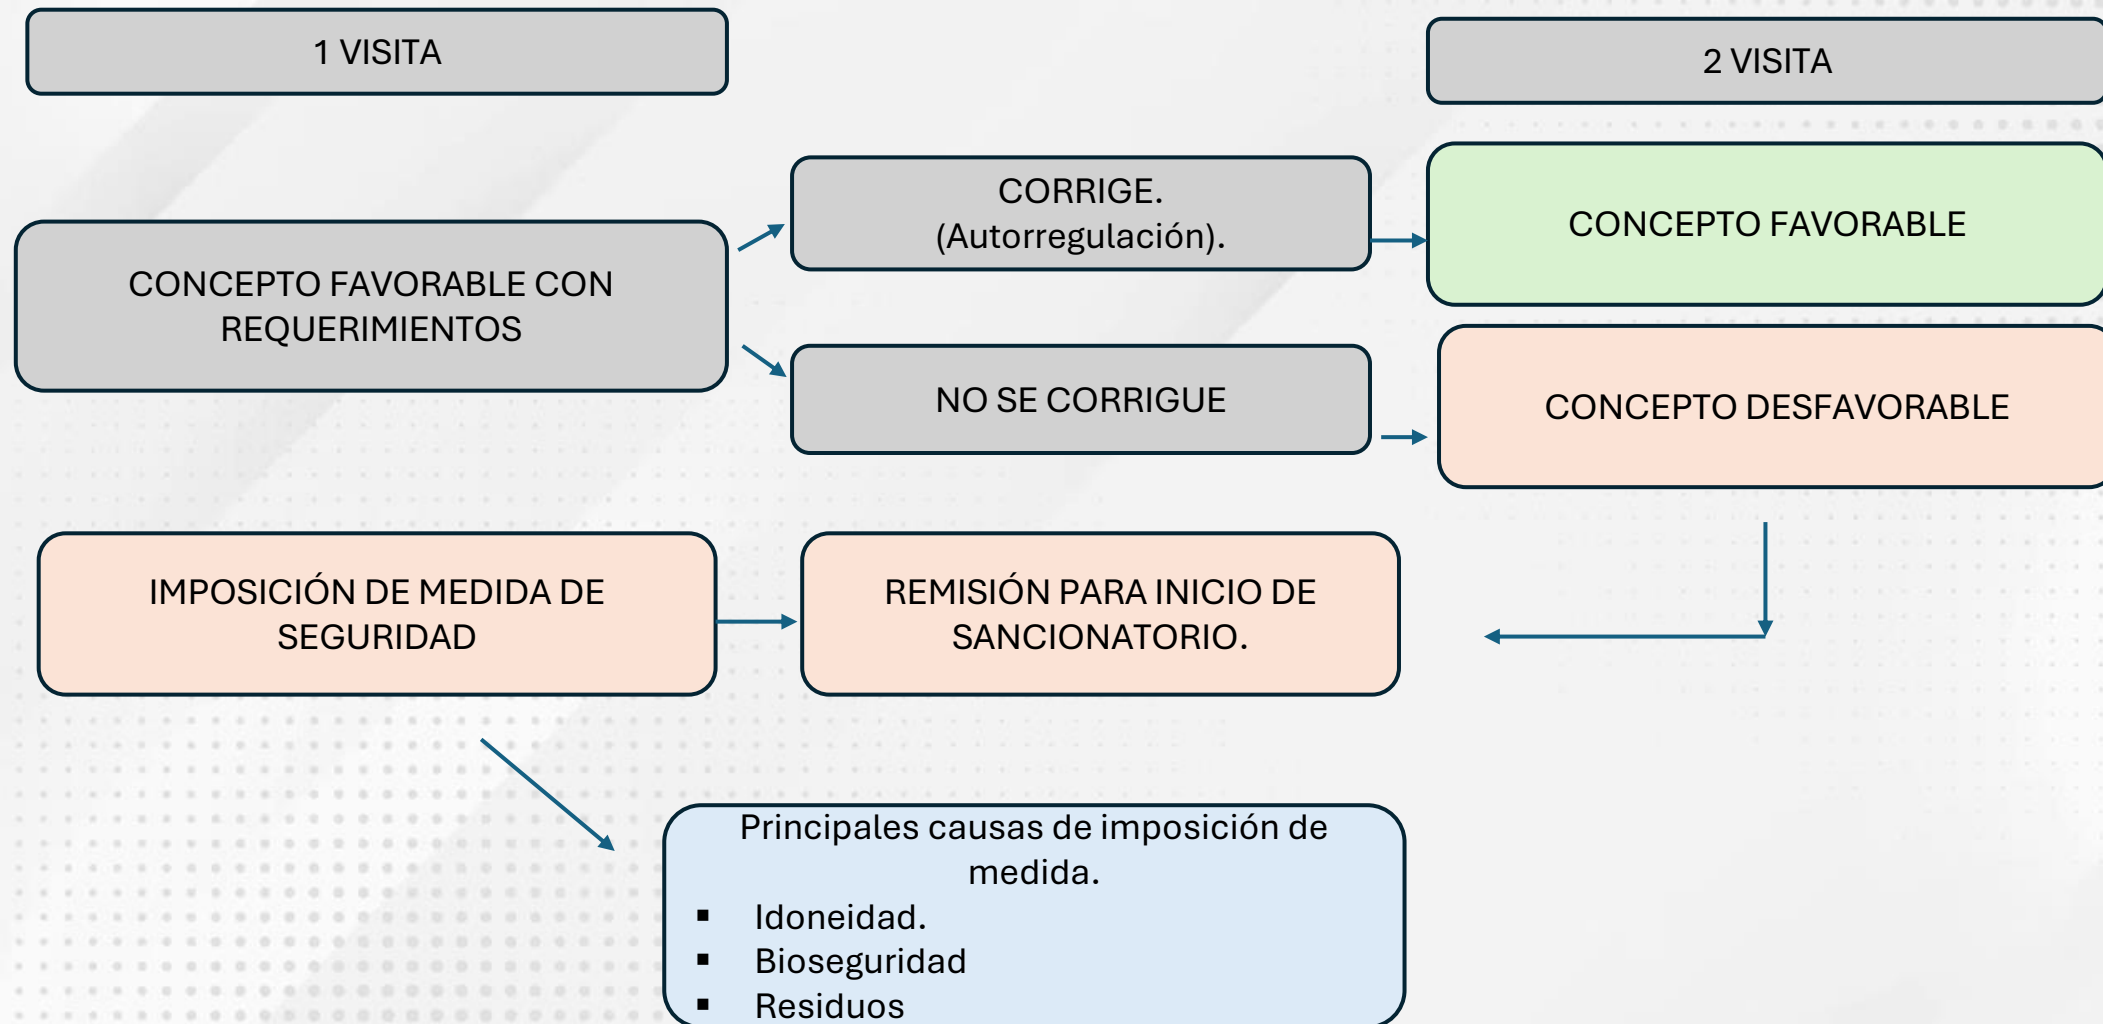 1 VISITA
2 VISITA
CONCEPTO FAVORABLE CON
REQUERIMIENTOS
CORRIGE.
(Autorregulación).
CONCEPTO FAVORABLE
NO SE CORRIGUE
CONCEPTO DESFAVORABLE
IMPOSICIÓN DE MEDIDA DE
SEGURIDAD
REMISIÓN PARA INICIO DE
SANCIONATORIO.
Principales causas de imposición de
medida.
▪ Idoneidad.
▪ Bioseguridad
▪ Residuos